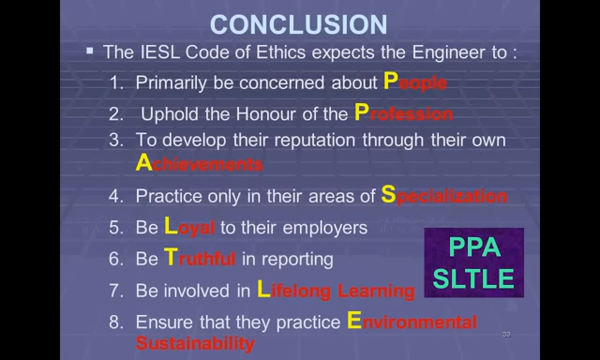 CONCLUSION
▪ The IESL Code of Ethics expects the Engineer to :
1. Primarily be concerned about People
2. Uphold the Honour of the Profession
3. To develop their reputation through their own
Achievements
4. Practice only in their areas of Specialization
5. Be Loyal to their employers
6. Be Truthful in reporting
7. Be involved in Lifelong Learning
8. Ensure that they practice Environmental
Sustainability
PPA
SLTLE
33